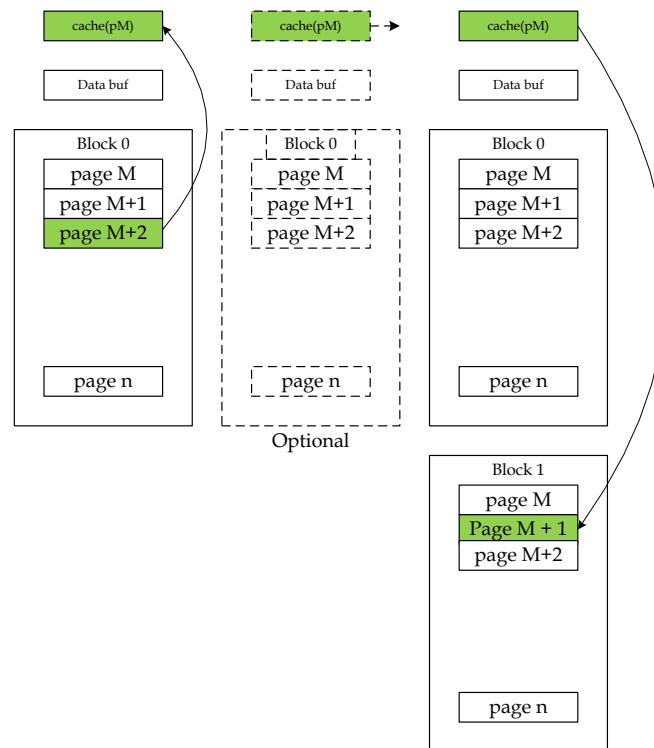 cache(pM)
Data buf
Block 0
page M
page M+1
page M+2
page n
cache(pM)
Data buf
Block 0
page M
page M+1
page M+2
page n
Optional
cache(pM)
Data buf
Block 0
page M
page M+1
page M+2
page n
Block 1
page M
Page M + 1
page M+2
page n